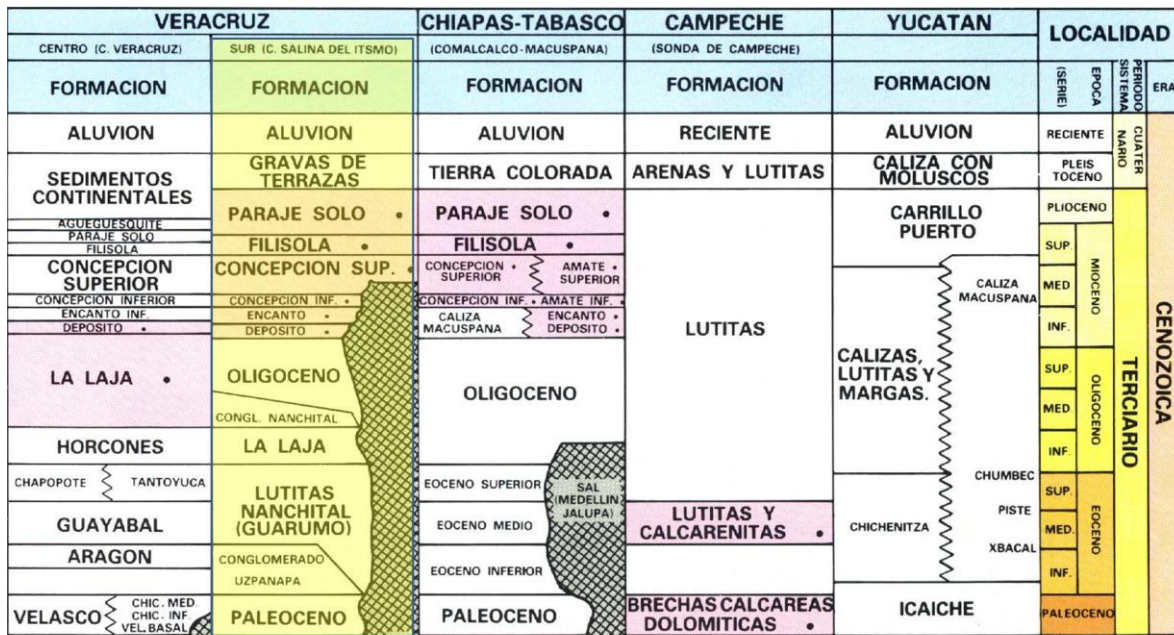 VERACRUZ
CENTRO (C. VERACRUZ)
FORMACION
ALUVION
SEDIMENTOS
CONTINENTALES
AGUEGUESQUITE
PARAJE SOLO
FILISOLA
CONCEPCION
SUPERIOR
CONCEPCION INFERIOR
ENCANTO INF.
DEPOSITO •
LA LAJA •
HORCONES
CHAPOPOTE TANTOYUCA
GUAYABAL
ARAGON
VELASCO
CHIC. MED.
CHIC. INF.
VEL. BASAL
SUR (C. SALINA DEL ITSMO)
FORMACION
ALUVION
GRAVAS DE
TERRAZAS
PARAJE SOLO •
FILISOLA •
CONCEPCION SUP. •
CONCEPCION INF. •
ENCANTO •
DEPOSITO •
OLIGOCENO
CONGL. NANCHITAL
LA LAJA
LUTITAS
NANCHITAL
(GUARUMO)
CONGLOMERADO
UZPANAPA
PALEOCENO
CHIAPAS-TABASCO
(COMALCALCO-MACUSPANA)
FORMACION
ALUVION
TIERRA COLORADA
PARAJE SOLO •
FILISOLA •
CONCEPCION •
SUPERIOR
AMATE •
SUPERIOR
CONCEPCION INF. • AMATE INF. •
CALIZA
MACUSPANA
ENCANTO •
DEPOSITO •
OLIGOCENO
EOCENO SUPERIOR
SAL
(MEDELLIN
JALUPA)
EOCENO MEDIO
EOCENO INFERIOR
PALEOCENO
CAMPECHE
(SONDA DE CAMPECHE)
FORMACION
RECIENTE
ARENAS Y LUTITAS
LUTITAS
LUTITAS Y
CALCARENITAS •
BRECHAS CALCAREAS
DOLOMITICAS •
YUCATAN
FORMACION
ALUVION
CALIZA CON
MOLUSCOS
CARRILLO
PUERTO
CALIZA
MACUSPANA
CALIZAS,
LUTITAS Y
MARGAS.
CHUMBEC
PISTE
CHICHENITZA
XBACAL
ICAICHE
LOCALIDAD
(SERIE)
EPOCA
PERIODO
SISTEMA
ERA
RECIENTE
PLEIS
TOCENO
CUATER
NARIO
PLIOCENO
SUP.
MED
INF.
MIOCENO
SUP.
MED.
INF.
OLIGOCENO
SUP.
MED.
INF.
EOCENO
PALEOCENO
TERCIARIO
CENOZOICA